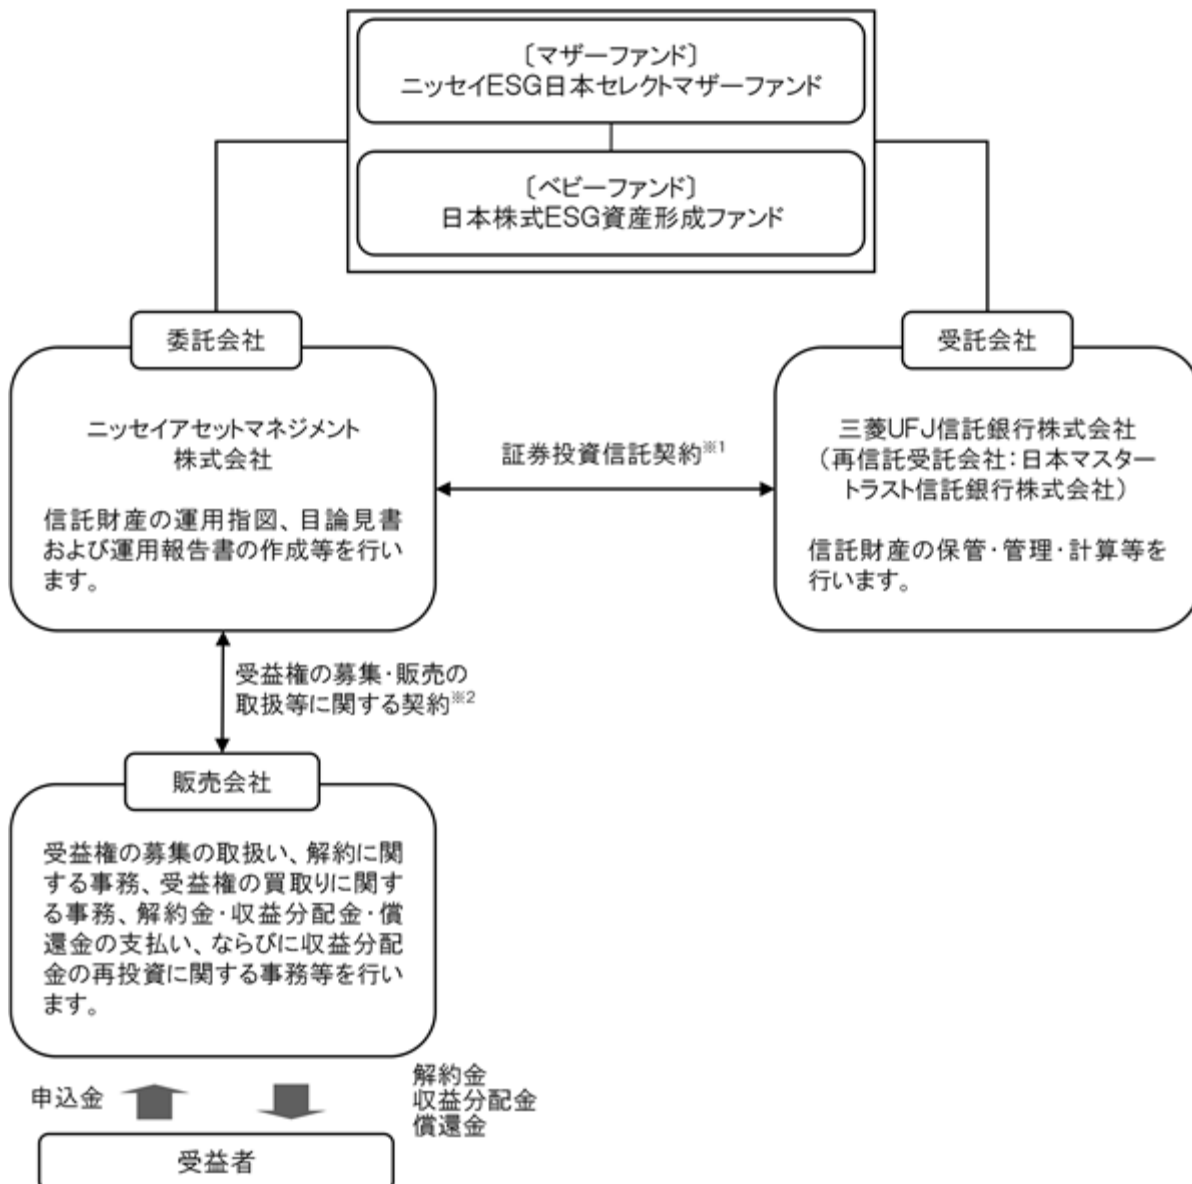 〔マザーファンド〕
ニッセイESG日本セレクトマザーファンド
〔ベビーファンド〕
日本株式ESG資産形成ファンド
委託会社
ニッセイアセットマネジメント
株式会社
信託財産の運用指図、目論見書
および運用報告書の作成等を行い
ます。
証券投資信託契約※1
受託会社
三菱UFJ信託銀行株式会社
（再信託受託会社：日本マスター
トラスト信託銀行株式会社）
信託財産の保管・管理・計算等を
行います。
受益権の募集・販売の
取扱等に関する契約※2
販売会社
受益権の募集の取扱い、解約に関
する事務、受益権の買取りに関す
る事務、解約金・収益分配金・償
還金の支払い、ならびに収益分配
金の再投資に関する事務等を行い
ます。
申込金
解約金
収益分配金
償還金
受益者